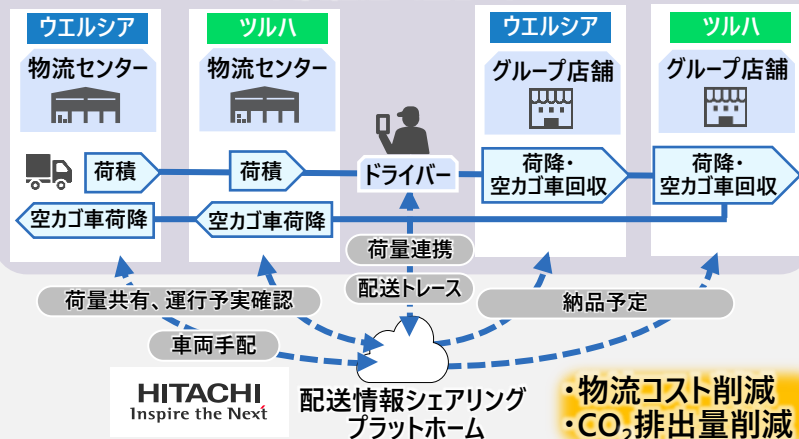 ウエルシア
ツルハ
ウエルシア
ツルハ
物流センター
物流センター
グループ店舗
グループ店舗
荷積
荷積
ドライバー
荷降・
空カゴ車回収
荷降・
空カゴ車回収
空カゴ車荷降
空カゴ車荷降
荷量連携
荷量共有、運行予実確認
配送トレース
納品予定
車両手配
HITACHI
Inspire the Next
配送情報シェアリング
プラットホーム
・物流コスト削減
・CO₂排出量削減